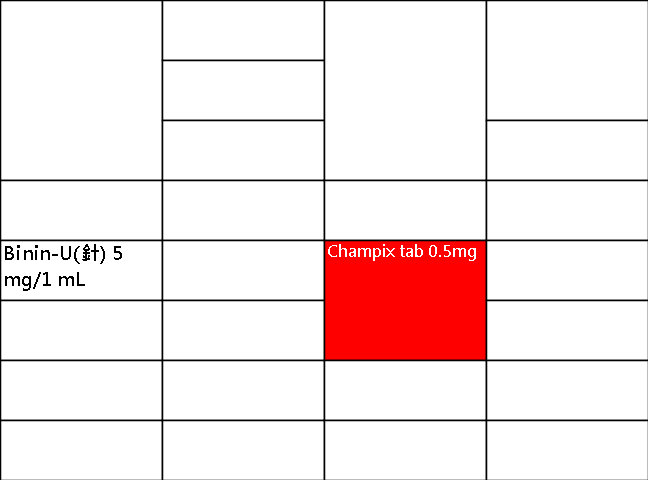 Binin-U(針) 5
mg/1 mL
Champix tab 0.5mg